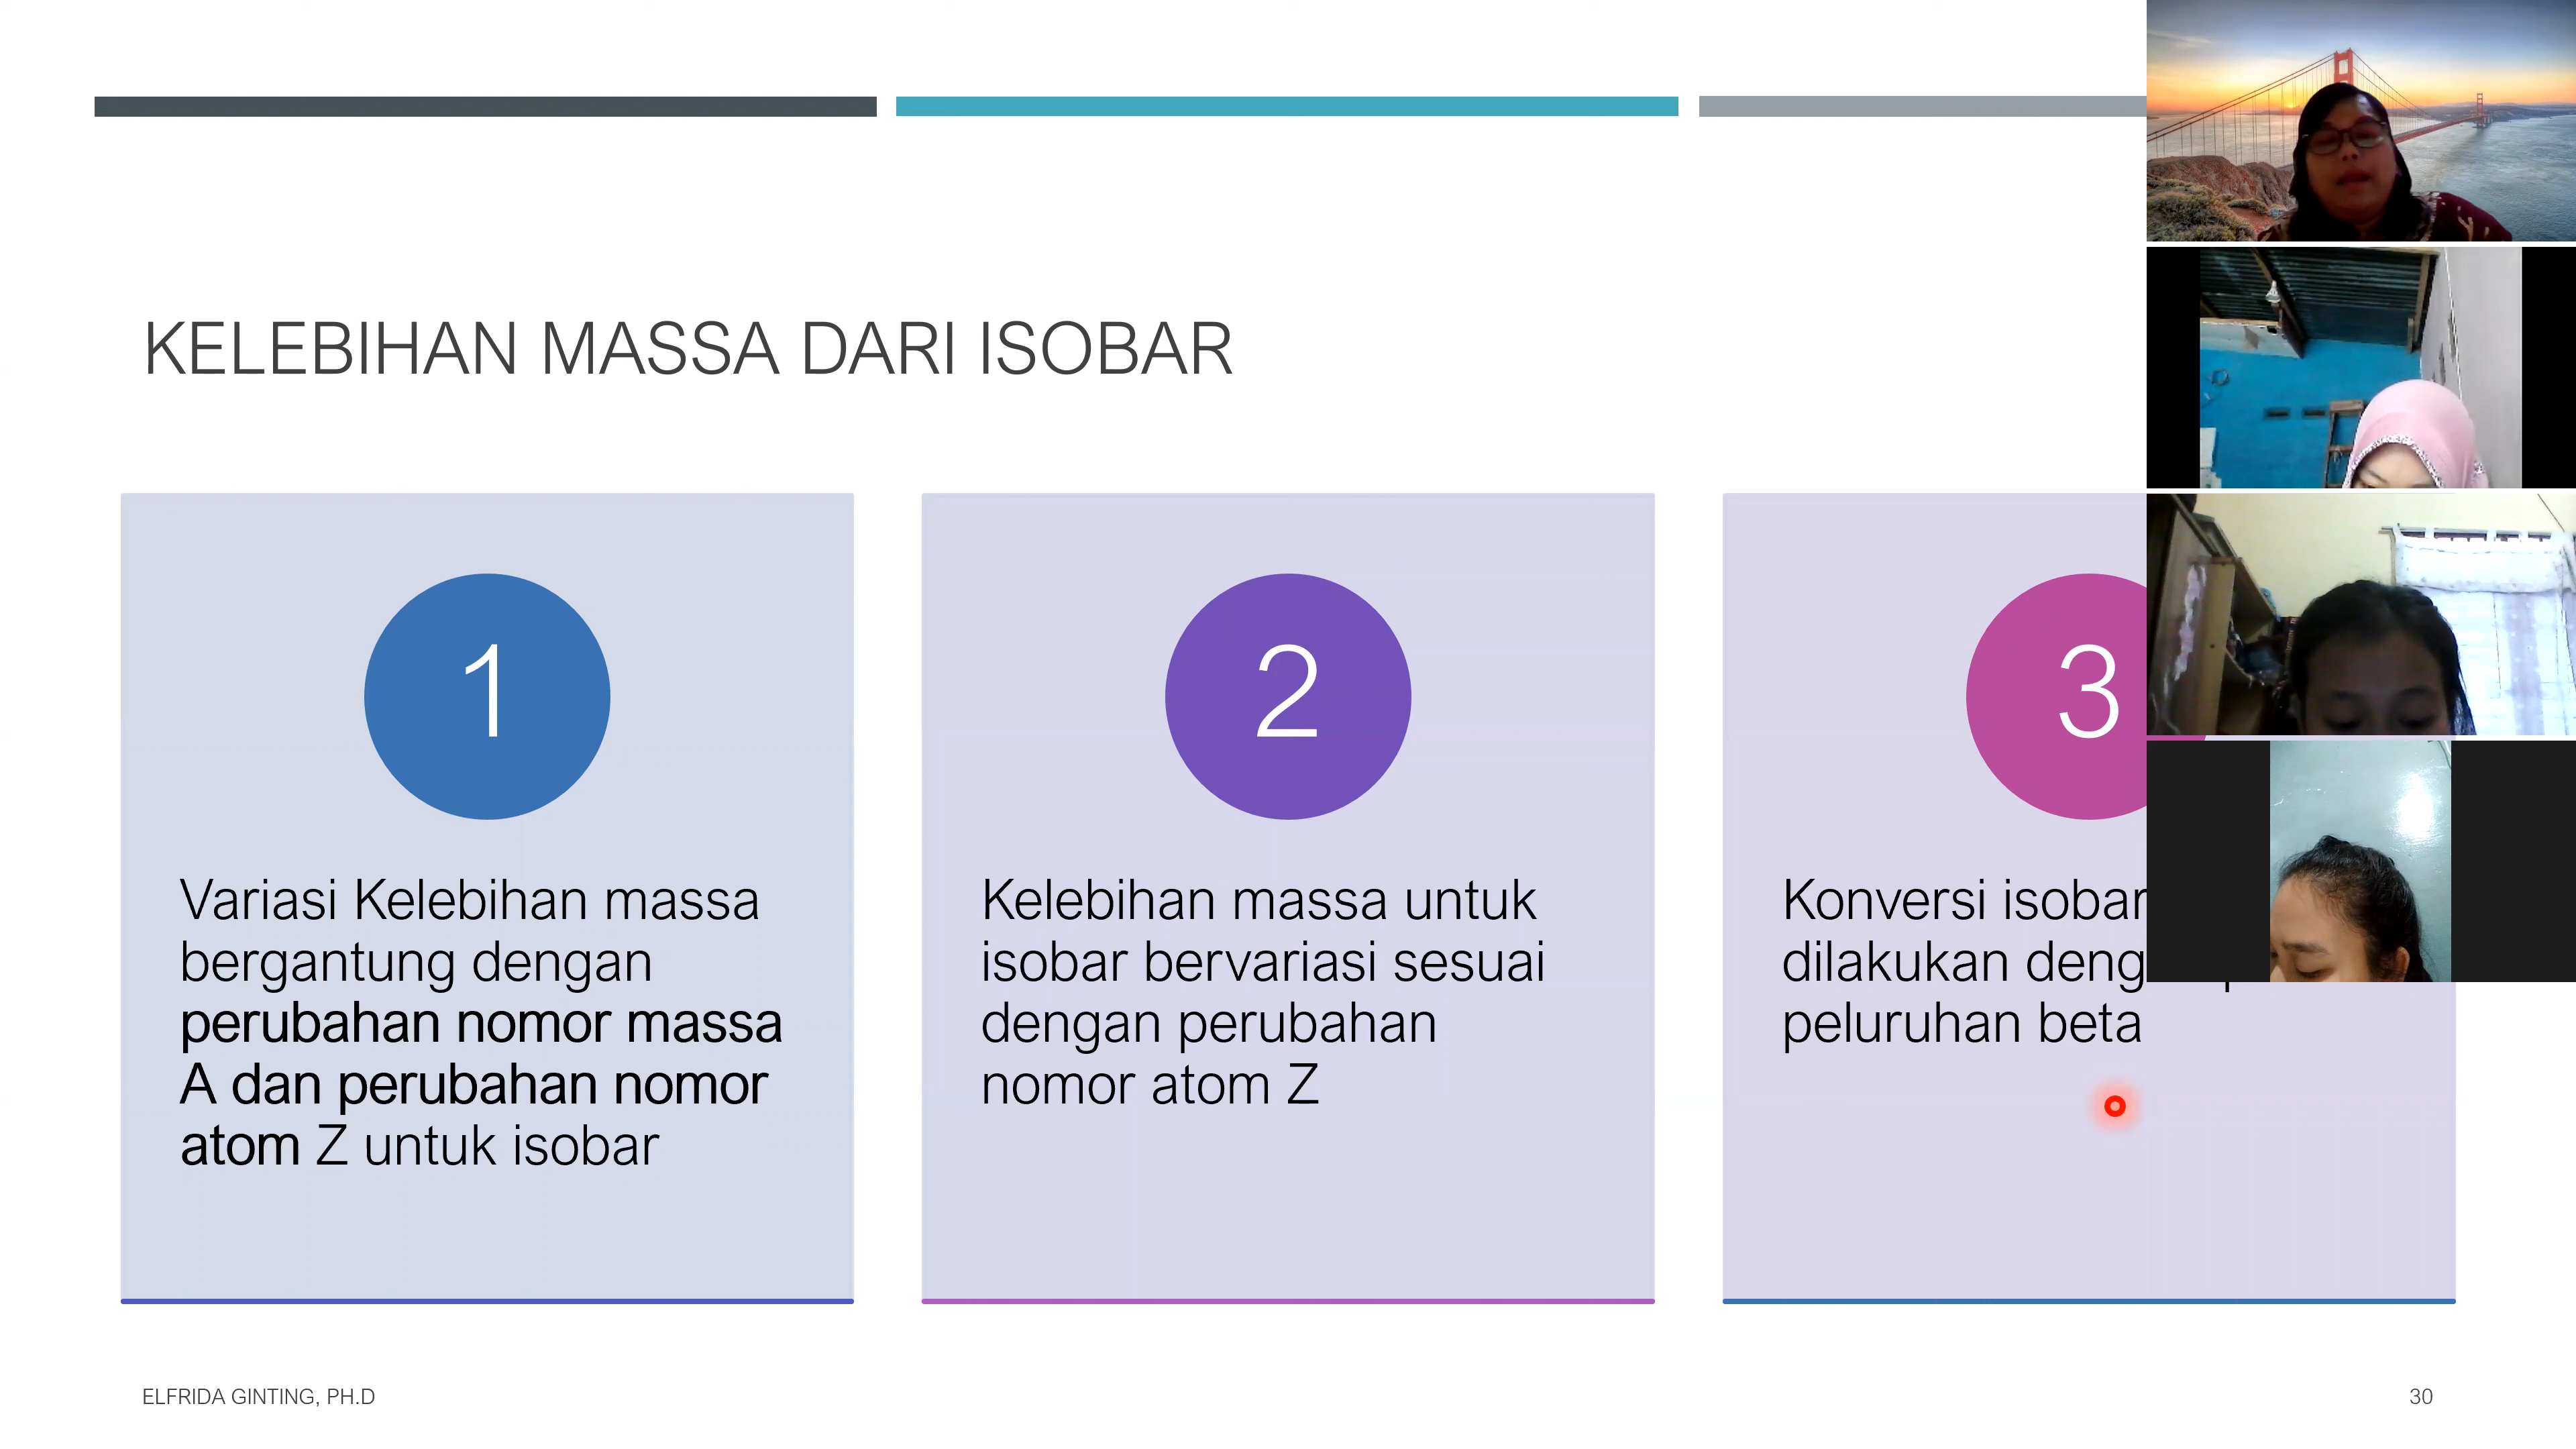 KELEBIHAN MASSA DARI ISOBAR
1
Variasi Kelebihan massa
bergantung dengan
perubahan nomor massa
A dan perubahan nomor
atom Z untuk isobar
2
Kelebihan massa untuk
isobar bervariasi sesuai
dengan perubahan
nomor atom Z
3
Konversi isobar
dilakukan
peluruhan beta
ELFRIDA GINTING, PH.D
30